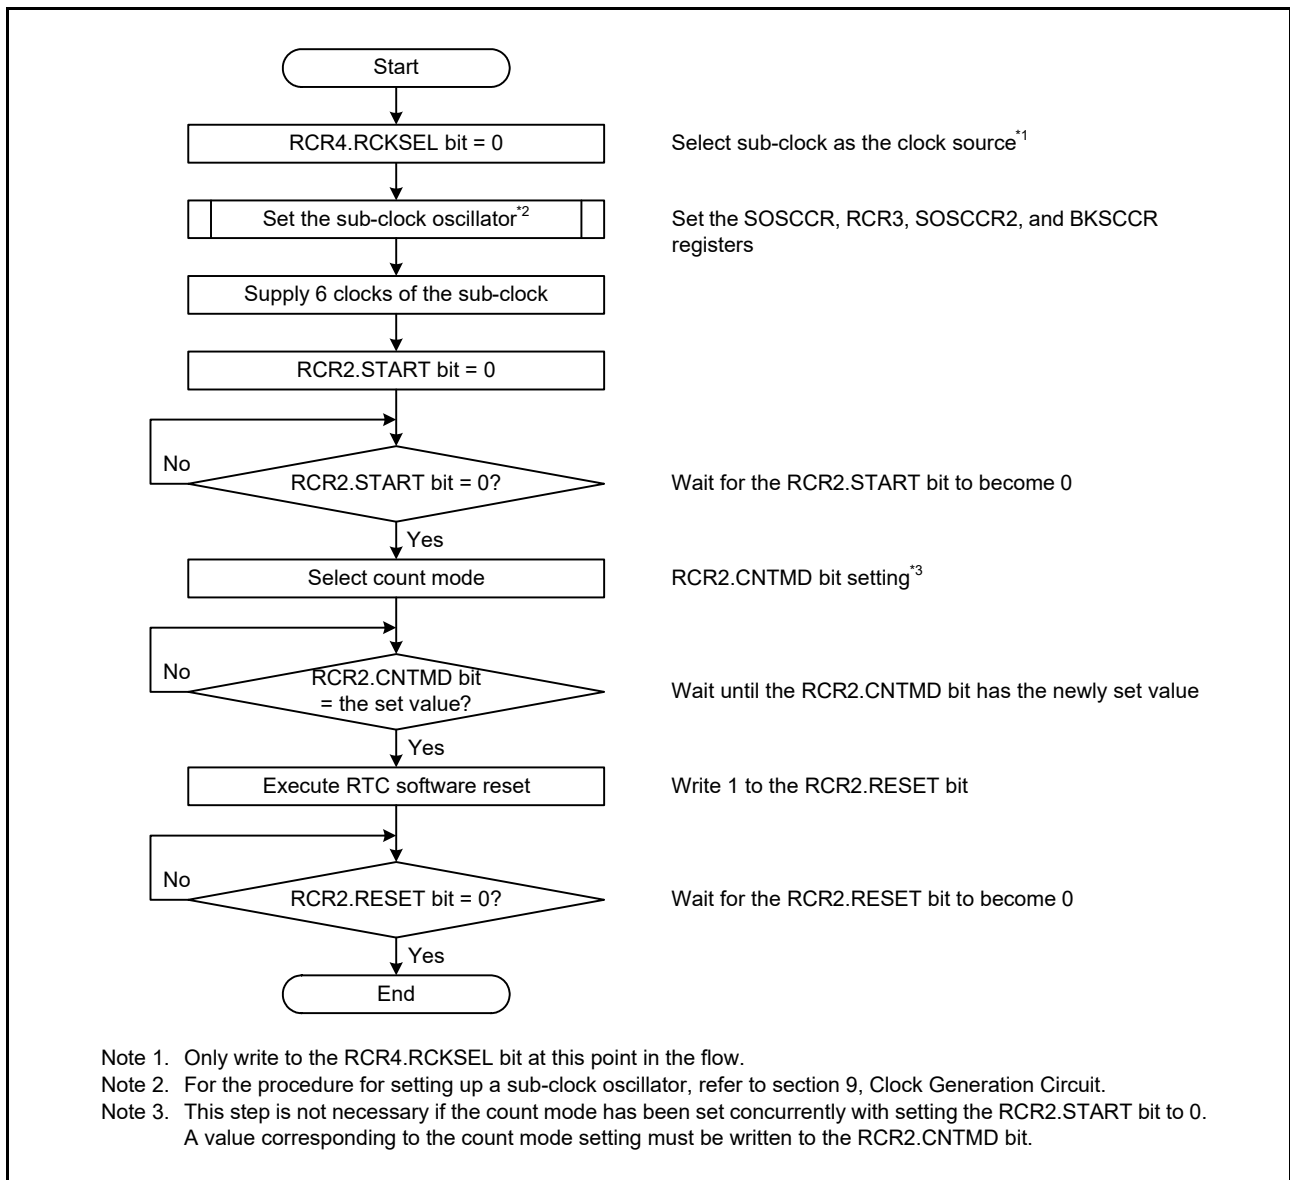 Start
RCR4.RCKSEL bit = 0
Select sub-clock as the clock source*1
Set the sub-clock oscillator*2
Set the SOSCCR, RCR3, SOSCCR2, and BKSCCR
registers
Supply 6 clocks of the sub-clock
RCR2.START bit = 0
No
RCR2.START bit = 0?
Wait for the RCR2.START bit to become 0
Yes
Select count mode
RCR2.CNTMD bit setting*3
No
RCR2.CNTMD bit
= the set value?
Wait until the RCR2.CNTMD bit has the newly set value
Yes
Execute RTC software reset
Write 1 to the RCR2.RESET bit
No
RCR2.RESET bit = 0?
Wait for the RCR2.RESET bit to become 0
Yes
End
Note 1. Only write to the RCR4.RCKSEL bit at this point in the flow.
Note 2. For the procedure for setting up a sub-clock oscillator, refer to section 9, Clock Generation Circuit.
Note 3. This step is not necessary if the count mode has been set concurrently with setting the RCR2.START bit to 0.
A value corresponding to the count mode setting must be written to the RCR2.CNTMD bit.